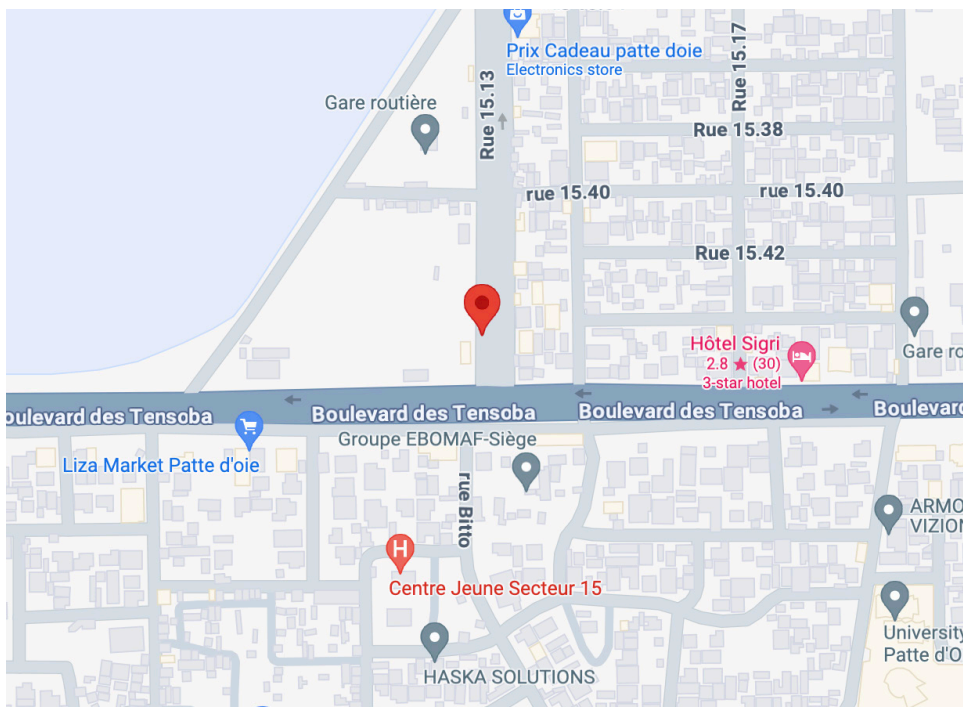 Prix Cadeau patte doie
Electronics store
Rue 15.17
Gare routière
Rue 15.13
Rue 15.38
rue 15.40
rue 15.40
Rue 15.42
Hôtel Sigri
2.8 ★ (30)
3-star hotel
Gare ro
oulevard des Tensoba
Boulevard des Tensoba
Boulevard des Tensoba
Boulevard
Groupe EBOMAF-Siège
Liza Market Patte d'oie
rue Bitto
ARMO
VIZION
H
Centre Jeune Secteur 15
University
Patte d'O
HASKA SOLUTIONS